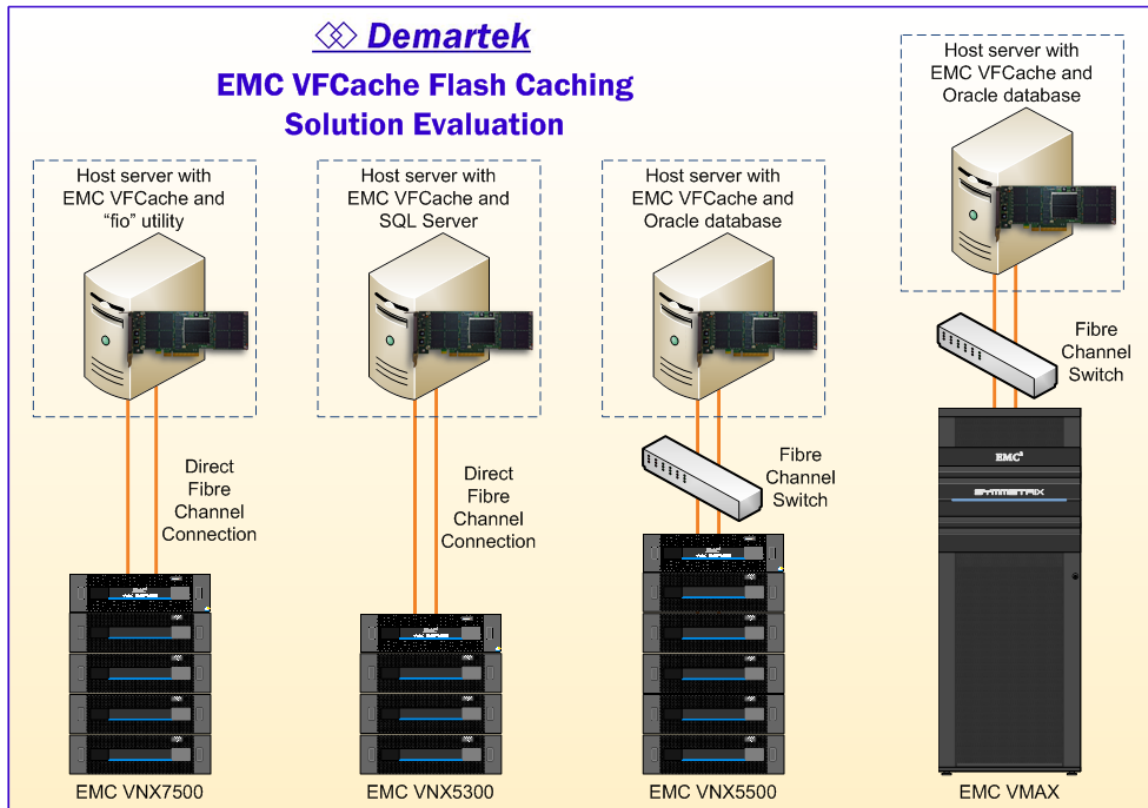 Demartek
EMC VFCache Flash Caching
Solution Evaluation
Host server with
EMC VFCache and
"fio" utility
Host server with
EMC VFCache and
SQL Server
Host server with
EMC VFCache and
Oracle database
Host server with
EMC VFCache and
Oracle database
Direct
Fibre
Channel
Connection
Direct
Fibre
Channel
Connection
Fibre
Channel
Switch
Fibre
Channel
Switch
EMC²
SYMMETRIX
EMC VNX7500
EMC VNX5300
EMC VNX5500
EMC VMAX